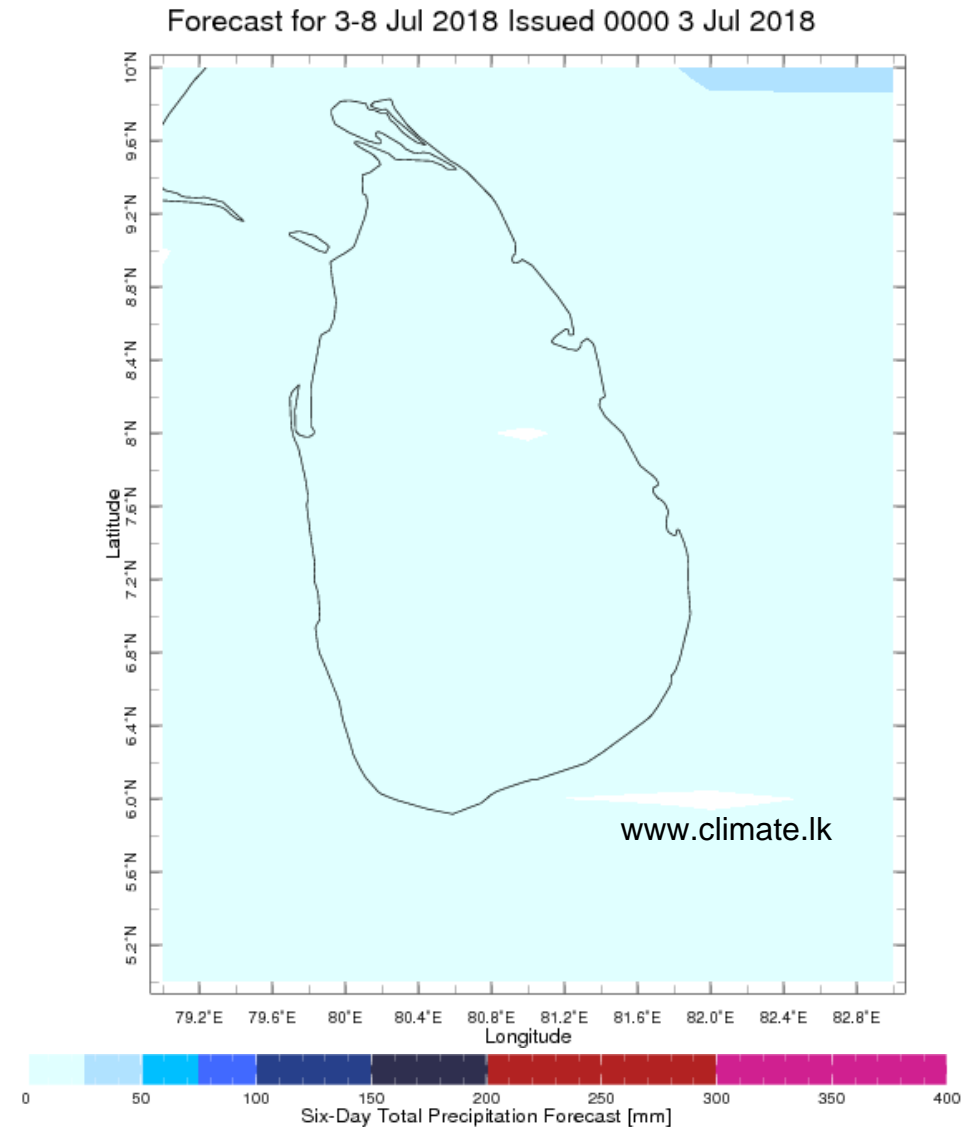 Forecast for 3-8 Jul 2018 Issued 0000 3 Jul 2018
10°N
9.6°N
9.2°N
8.8°N
8.4°N
8°N
7.6°N
7.2°N
6.8°N
6.4°N
6.0°N
5.6°N
5.2°N
Latitude
www.climate.lk
79.2°E 79.6°E 80°E 80.4°E 80.8°E 81.2°E 81.6°E 82.0°E 82.4°E 82.8°E
Longitude
0 50 100 150 200 250 300 350 400
Six-Day Total Precipitation Forecast [mm]